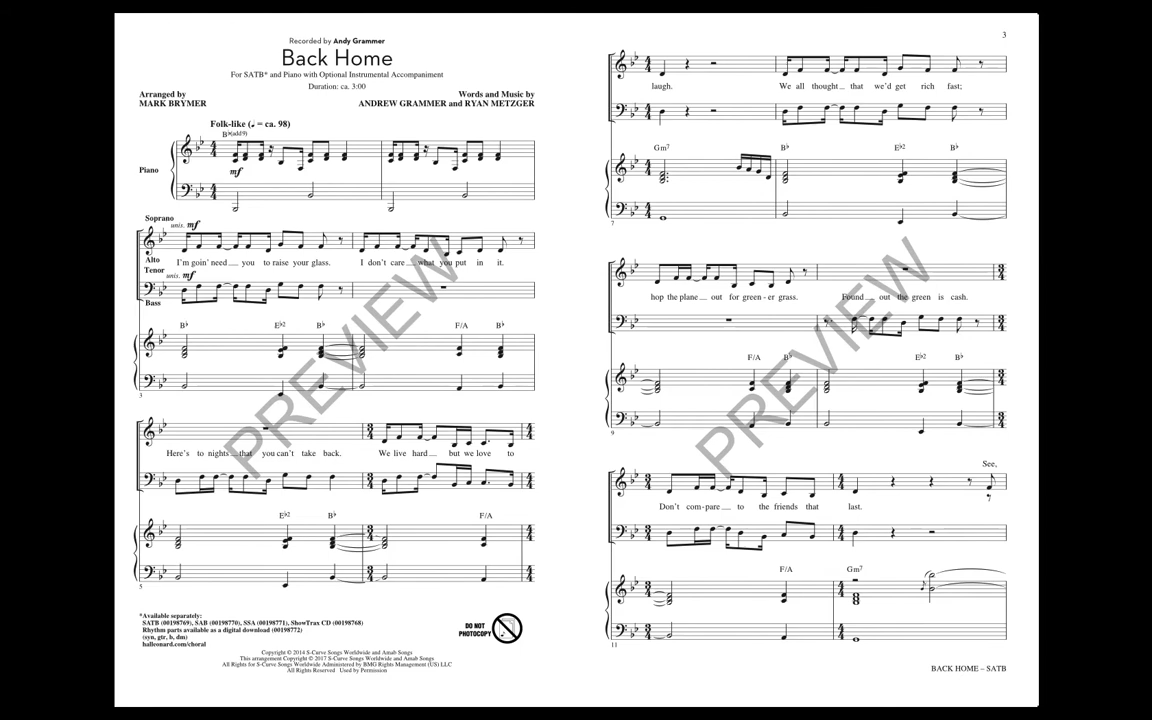 Recorded by Andy Grammer
Back Home
For SATB* and Piano with Optional Instrumental Accompaniment
Duration: ca. 3:00
Arranged by
MARK BRYMER
Words and Music by
ANDREW GRAMMER and RYAN METZGER
Folk-like (♩ = ca. 98)
B♭(add9)
Piano
mf
Soprano
unis. mf
Alto
I'm goin' need __ you to raise your glass. I don't care __ what you put in it.
Tenor
unis. mf
Bass
B♭ E♭2 B♭ F/A B♭
3
Here's to nights __ that you can't take back. We live hard __ but we love to
E♭2 B♭ F/A
5
*Available separately:
SATB (00198769), SAB (00198770), SSA (00198771), ShowTrax CD (00198768)
Rhythm parts available as a digital download (00198772)
(syn, gtr, b, dm)
halleonard.com/choral
DO NOT
PHOTOCOPY
Copyright © 2014 S-Curve Songs Worldwide and Amab Songs
This arrangement Copyright © 2017 S-Curve Songs Worldwide and Amab Songs
All Rights for S-Curve Songs Worldwide Administered by BMG Rights Management (US) LLC
All Rights Reserved Used by Permission
PREVIEW
3
laugh. We all thought __ that we'd get rich fast;
Gm7 B♭ E♭2 B♭
7
hop the plane __ out for green - er grass. Found __ out the green is cash.
F/A B♭ E♭2 B♭
9
See,
Don't com-pare __ to the friends that last.
F/A Gm7
11
BACK HOME – SATB
PREVIEW